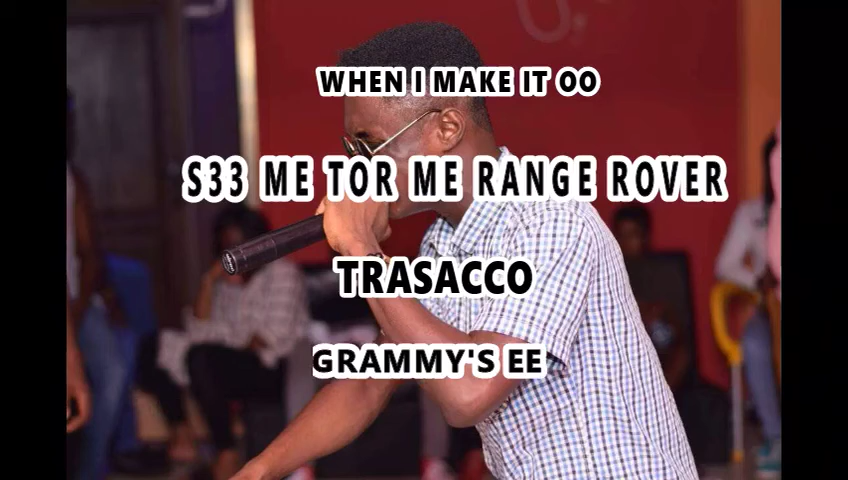 WHEN I MAKE IT OO
S33 ME TOR ME RANGE ROVER
TRASACCO
GRAMMY'S EE